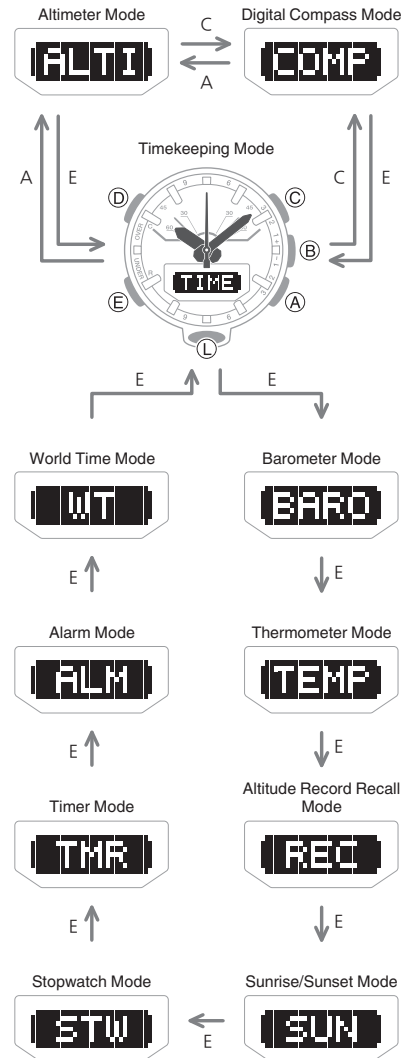 Altimeter Mode
C
Digital Compass Mode
ALTI
COMP
A
Timekeeping Mode
A
E
C
E
D
C
B
E
A
L
TIME
E
E
World Time Mode
Barometer Mode
WT
BARO
E
E
Alarm Mode
Thermometer Mode
ALM
TEMP
E
E
Timer Mode
Altitude Record Recall
Mode
TMR
REC
E
E
Stopwatch Mode
Sunrise/Sunset Mode
STW
E
SUN